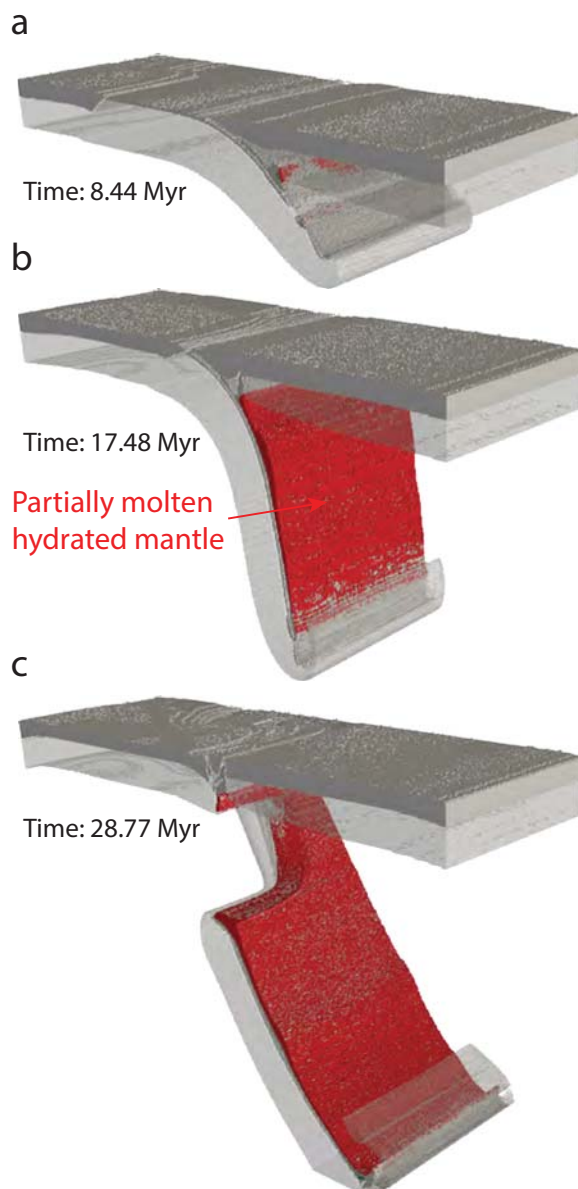 a
Time: 8.44 Myr
b
Time: 17.48 Myr
Partially molten
hydrated mantle
c
Time: 28.77 Myr